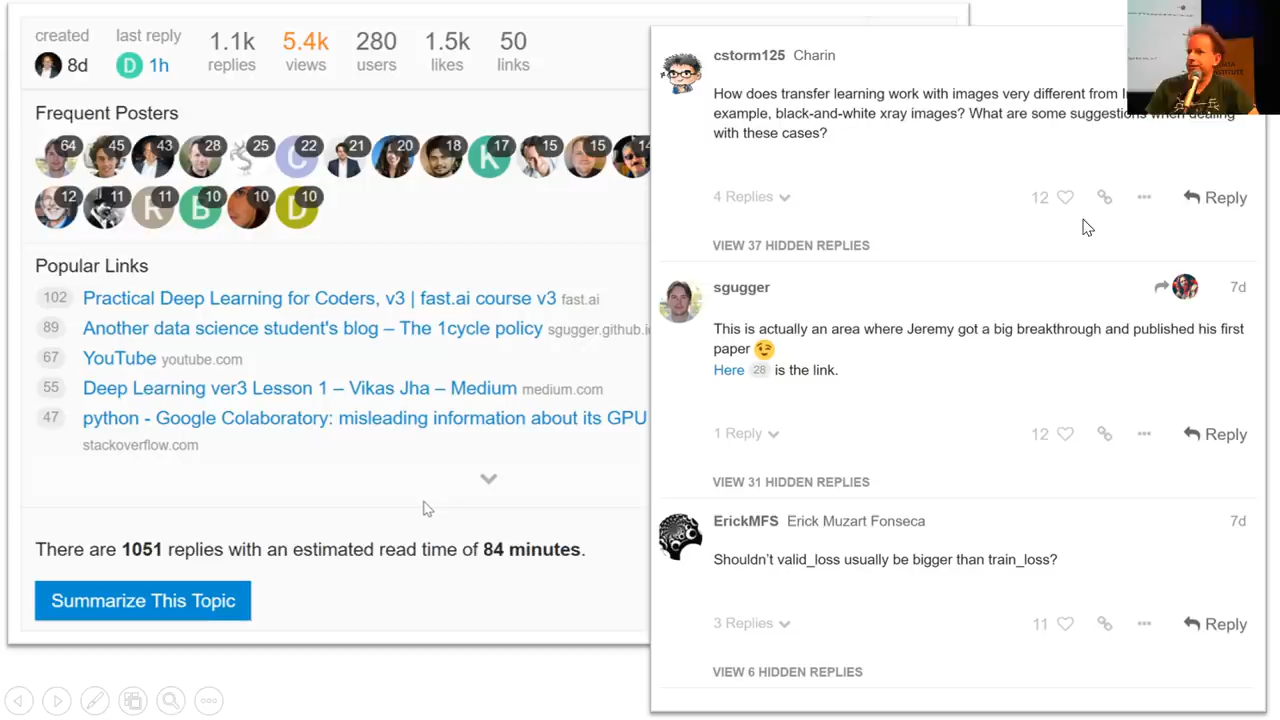 created
last reply
1.1k
5.4k
280
1.5k
50
8d
D
1h
replies
views
users
likes
links
Frequent Posters
64
45
43
28
25
C
22
21
20
18
K
17
15
15
14
12
11
R
11
B
10
10
D
10
Popular Links
102 Practical Deep Learning for Coders, v3 | fast.ai course v3 fast.ai
89 Another data science student's blog – The 1cycle policy sgugger.github.io
67 YouTube youtube.com
55 Deep Learning ver3 Lesson 1 – Vikas Jha – Medium medium.com
47 python - Google Colaboratory: misleading information about its GPU
stackoverflow.com
There are 1051 replies with an estimated read time of 84 minutes.
Summarize This Topic
cstorm125 Charin
How does transfer learning work with images very different from
example, black-and-white xray images? What are some suggestions when dealing
with these cases?
4 Replies
12
Reply
VIEW 37 HIDDEN REPLIES
sgugger
7d
This is actually an area where Jeremy got a big breakthrough and published his first
paper 😉
Here 28 is the link.
1 Reply
12
Reply
VIEW 31 HIDDEN REPLIES
ErickMFS Erick Muzart Fonseca
7d
Shouldn't valid_loss usually be bigger than train_loss?
3 Replies
11
Reply
VIEW 6 HIDDEN REPLIES